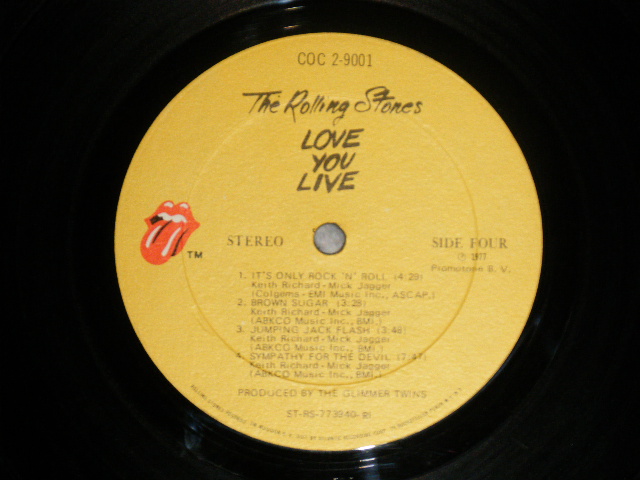 COC 2-9001
The Rolling Stones
LOVE
YOU
LIVE
TM
STEREO
SIDE FOUR
℗ 1977
Promotone B. V.
1. IT'S ONLY ROCK 'N' ROLL (4:29)
Keith Richard-Mick Jagger
(Colgems-EMI Music Inc., ASCAP.)
2. BROWN SUGAR (3:28)
Keith Richard-Mick Jagger
(ABKCO Music Inc., BMI.)
3. JUMPING JACK FLASH (3:48)
Keith Richard-Mick Jagger
(ABKCO Music Inc., BMI.)
4. SYMPATHY FOR THE DEVIL (7:47)
Keith Richard-Mick Jagger
(ABKCO Music Inc., BMI.)
PRODUCED BY THE GLIMMER TWINS
ST-RS-773340-